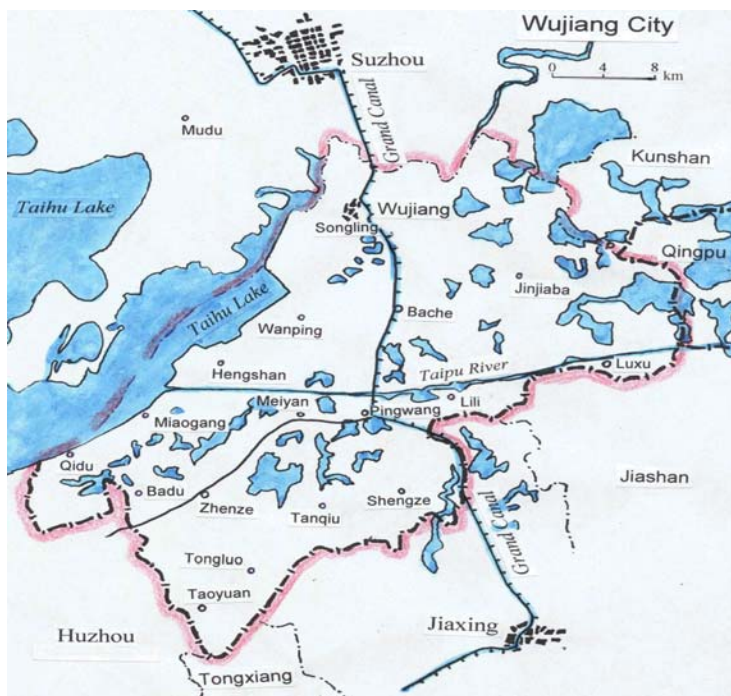 Wujiang City
Suzhou
0 4 8
km
Grand Canal
Mudu
Kunshan
Taihu Lake
Wujiang
Songling
Qingpu
Taihu Lake
Jinjiaba
Wanping
Bache
Hengshan
Taipu River
Luxu
Meiyan
Lili
Miaogang
Pingwang
Qidu
Jiashan
Badu
Zhenze
Tanqiu
Shengze
Grand Canal
Tongluo
Taoyuan
Jiaxing
Huzhou
Tongxiang